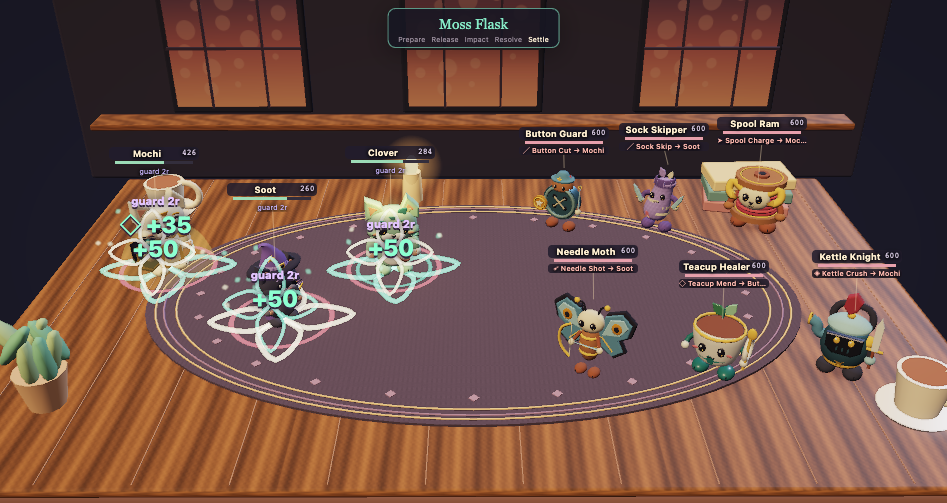 Moss Flask
Prepare Release Impact Resolve Settle
Mochi 426
guard 2r
Soot 260
guard 2r
Clover 284
guard 2r
Button Guard 600
Button Cut → Mochi
Sock Skipper 600
Sock Skip → Soot
Spool Ram 600
Spool Charge → Moc...
guard 2r
+35
+50
guard 2r
+50
guard 2r
+50
Needle Moth 600
Needle Shot → Soot
Teacup Healer 600
Teacup Mend → But...
Kettle Knight 600
Kettle Crush → Mochi